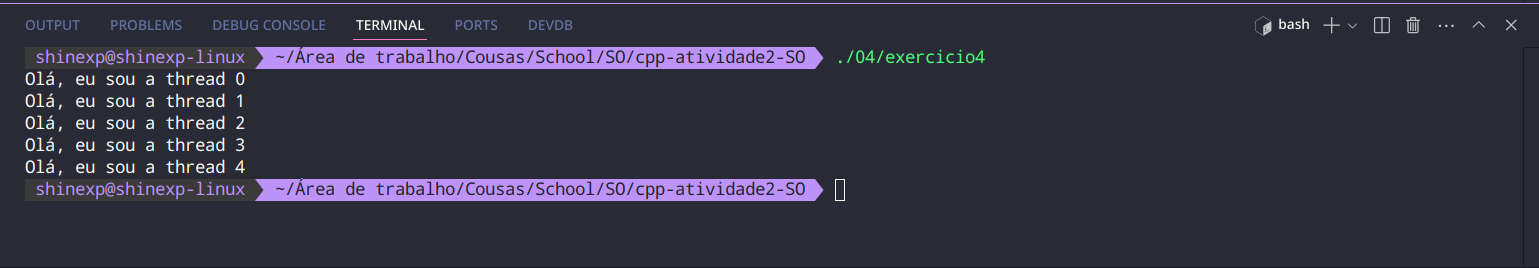 OUTPUT PROBLEMS DEBUG CONSOLE TERMINAL PORTS DEVDB bash
shinexp@shinexp-linux ~/Área de trabalho/Cousas/School/SO/cpp-atividade2-SO ./04/exercicio4
Olá, eu sou a thread 0
Olá, eu sou a thread 1
Olá, eu sou a thread 2
Olá, eu sou a thread 3
Olá, eu sou a thread 4
shinexp@shinexp-linux ~/Área de trabalho/Cousas/School/SO/cpp-atividade2-SO